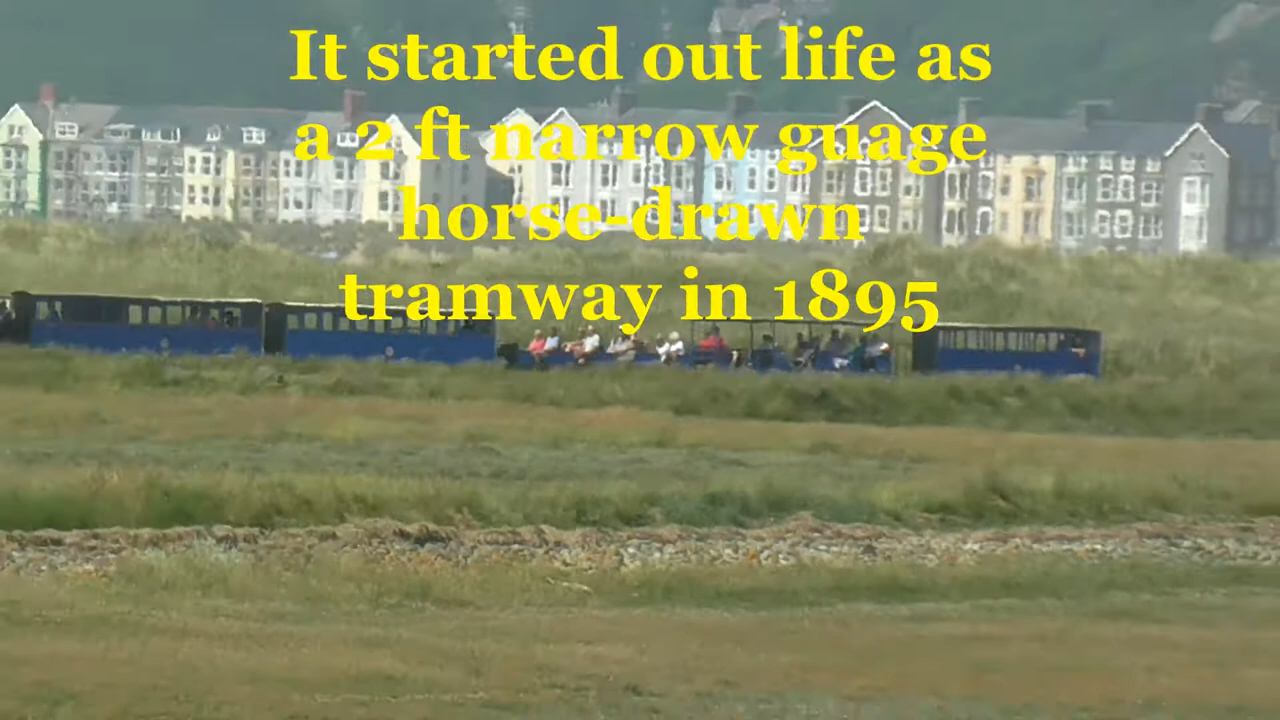 It started out life as
a 2 ft narrow guage
horse-drawn
tramway in 1895